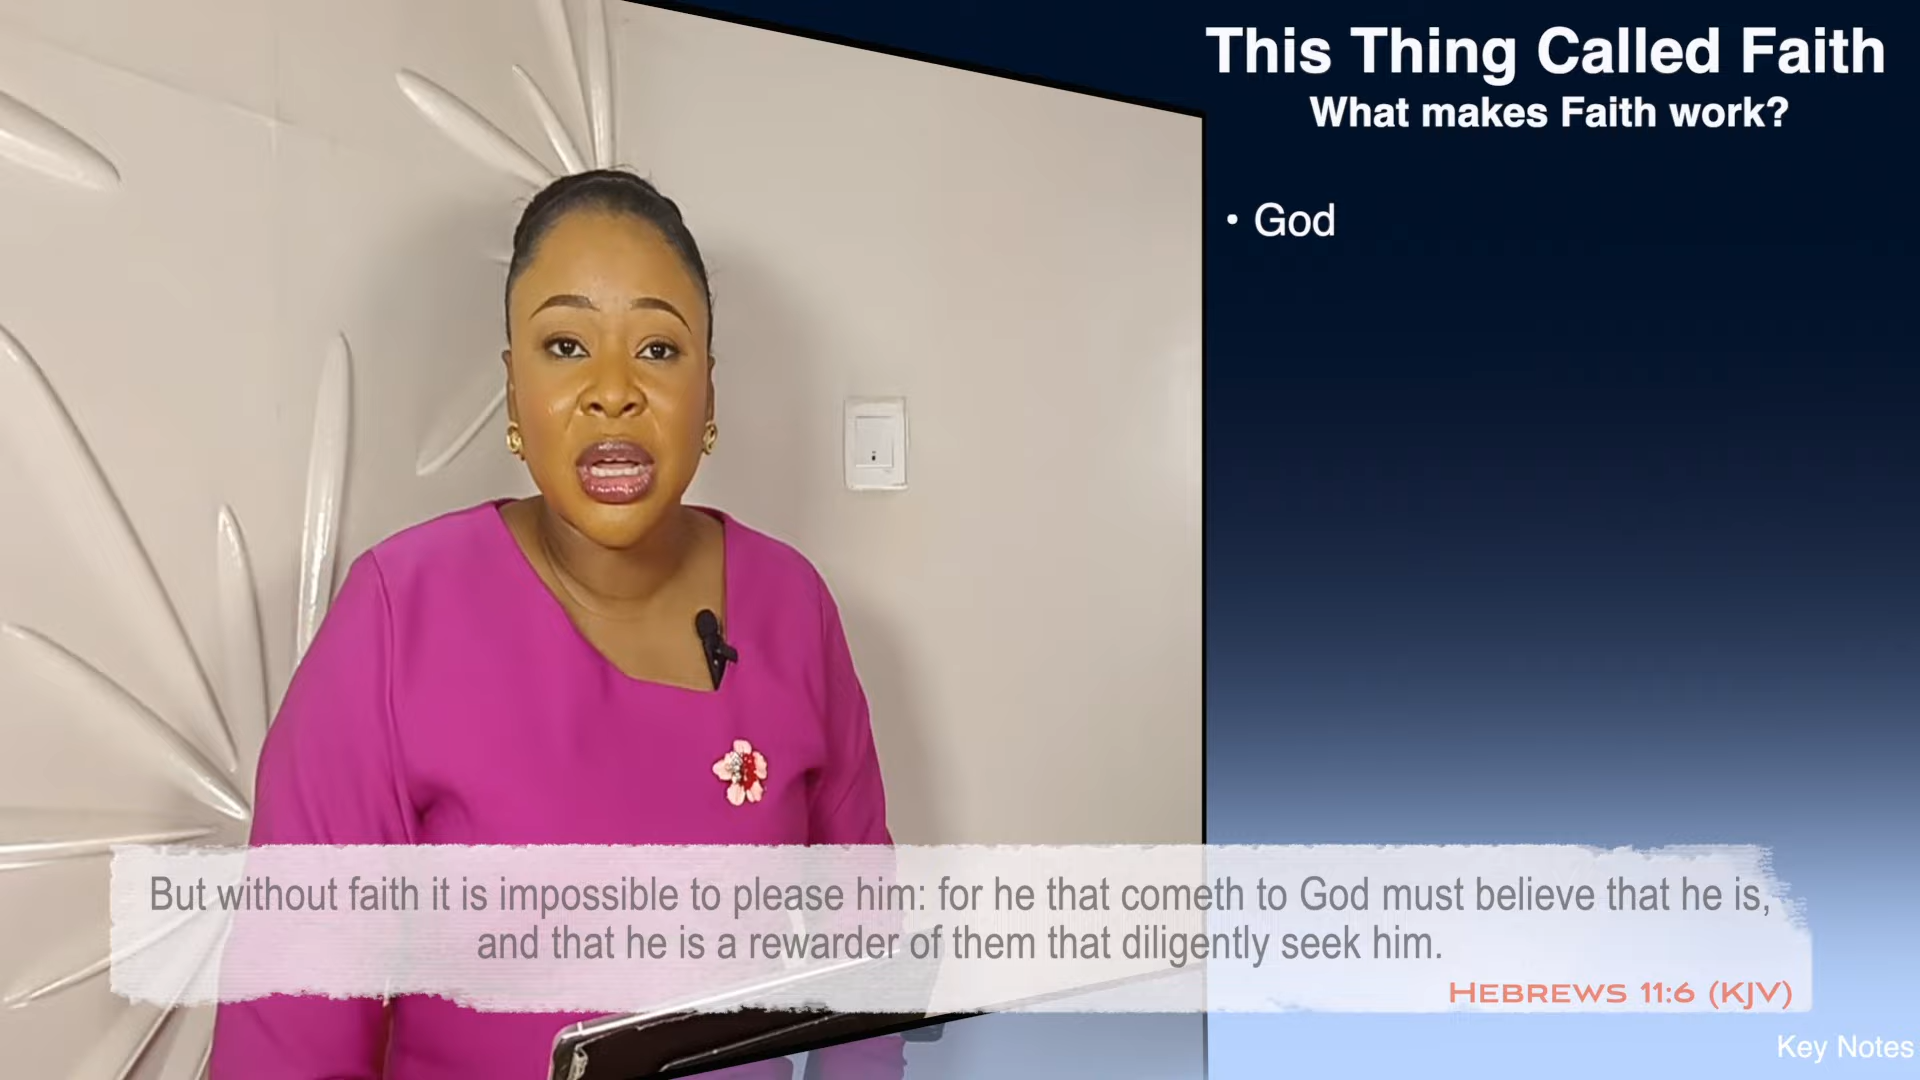 This Thing Called Faith
What makes Faith work?
• God
But without faith it is impossible to please him: for he that cometh to God must believe that he is,
and that he is a rewarder of them that diligently seek him.
HEBREWS 11:6 (KJV)
Key Notes